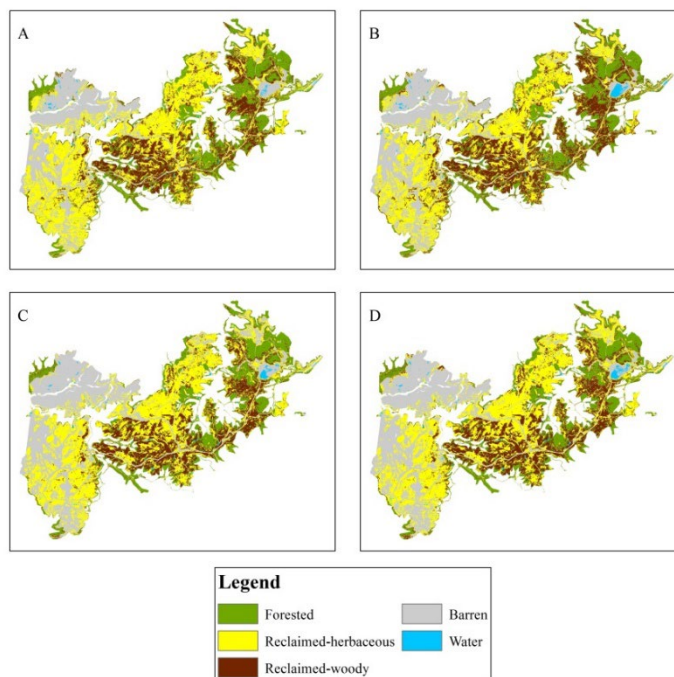 A
B
C
D
Legend
Forested
Barren
Reclaimed-herbaceous
Water
Reclaimed-woody